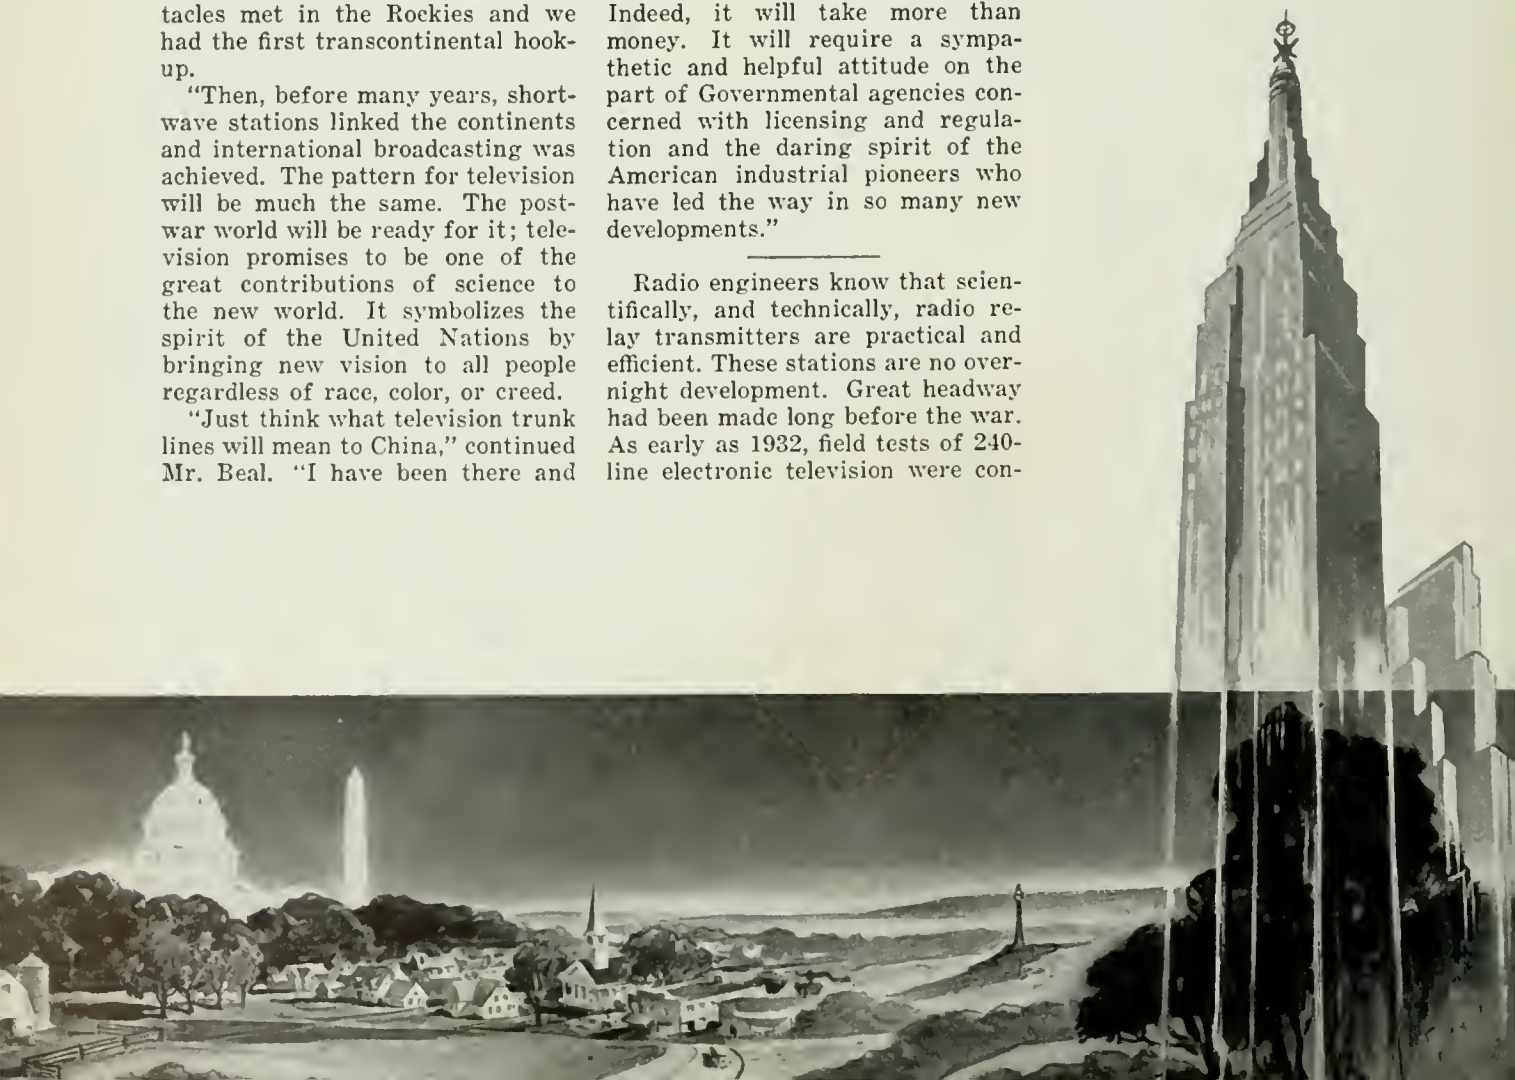 tacles met in the Rockies and we
had the first transcontinental hook-
up.
"Then, before many years, short-
wave stations linked the continents
and international broadcasting was
achieved. The pattern for television
will be much the same. The post-
war world will be ready for it; tele-
vision promises to be one of the
great contributions of science to
the new world. It symbolizes the
spirit of the United Nations by
bringing new vision to all people
regardless of race, color, or creed.
"Just think what television trunk
lines will mean to China," continued
Mr. Beal. "I have been there and
Indeed, it will take more than
money. It will require a sympa-
thetic and helpful attitude on the
part of Governmental agencies con-
cerned with licensing and regula-
tion and the daring spirit of the
American industrial pioneers who
have led the way in so many new
developments."
Radio engineers know that scien-
tifically, and technically, radio re-
lay transmitters are practical and
efficient. These stations are no over-
night development. Great headway
had been made long before the war.
As early as 1932, field tests of 240-
line electronic television were con-